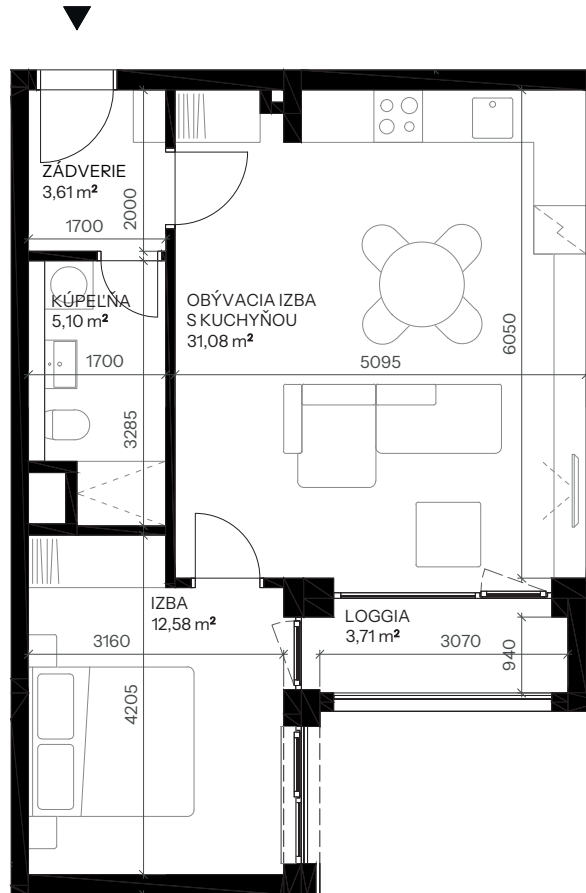 ZÁDVERIE
3,61 m²
2000
1700
KÚPEĽŇA
5,10 m²
OBÝVACIA IZBA
S KUCHYŇOU
31,08 m²
6050
1700
5095
3285
IZBA
12,58 m²
LOGGIA
3,71 m²
3160
3070
940
4205